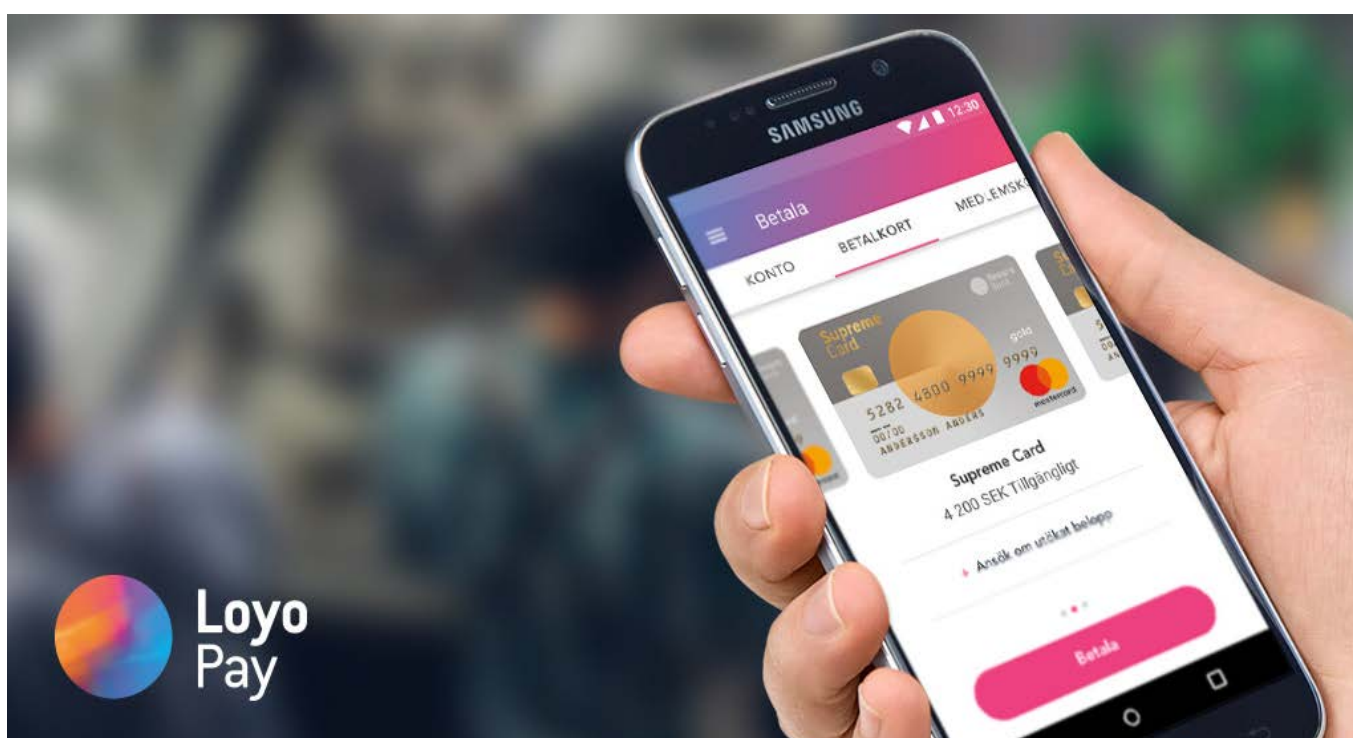 SAMSUNG
12:30
Betala
KONTO BETALKORT MEDLEMSKO
Supreme
Card
gold
5282 4800 9999 9999
00/00
ANDERSSON ANDERS
mastercard
Supreme Card
4 200 SEK Tillgängligt
+ Ansök om utökat belopp
Betala
Loyo
Pay